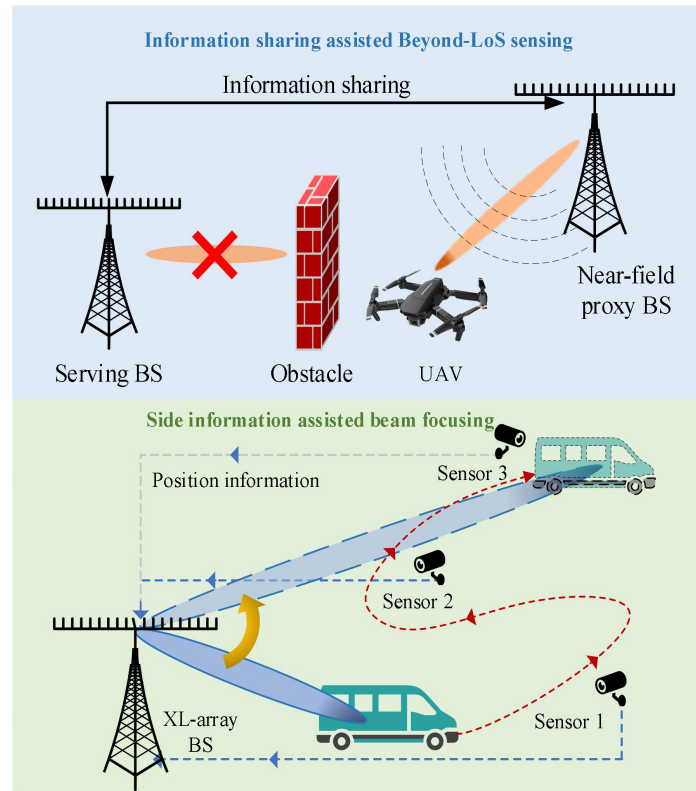 Information sharing assisted Beyond-LoS sensing
Information sharing
Near-field
proxy BS
Serving BS
Obstacle
UAV
Side information assisted beam focusing
Sensor 3
Position information
Sensor 2
Sensor 1
XL-array
BS